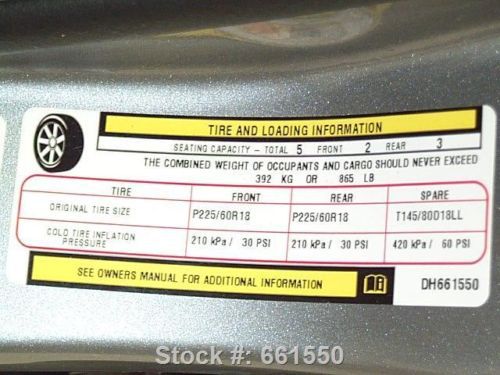 TIRE AND LOADING INFORMATION
SEATING CAPACITY - TOTAL 5 FRONT 2 REAR 3
THE COMBINED WEIGHT OF OCCUPANTS AND CARGO SHOULD NEVER EXCEED
392 KG OR 865 LB
TIRE FRONT REAR SPARE
ORIGINAL TIRE SIZE P225/60R18 P225/60R18 T145/80D18LL
COLD TIRE INFLATION PRESSURE 210 kPa / 30 PSI 210 kPa / 30 PSI 420 kPa / 60 PSI
SEE OWNERS MANUAL FOR ADDITIONAL INFORMATION DH661550
Stock #: 661550